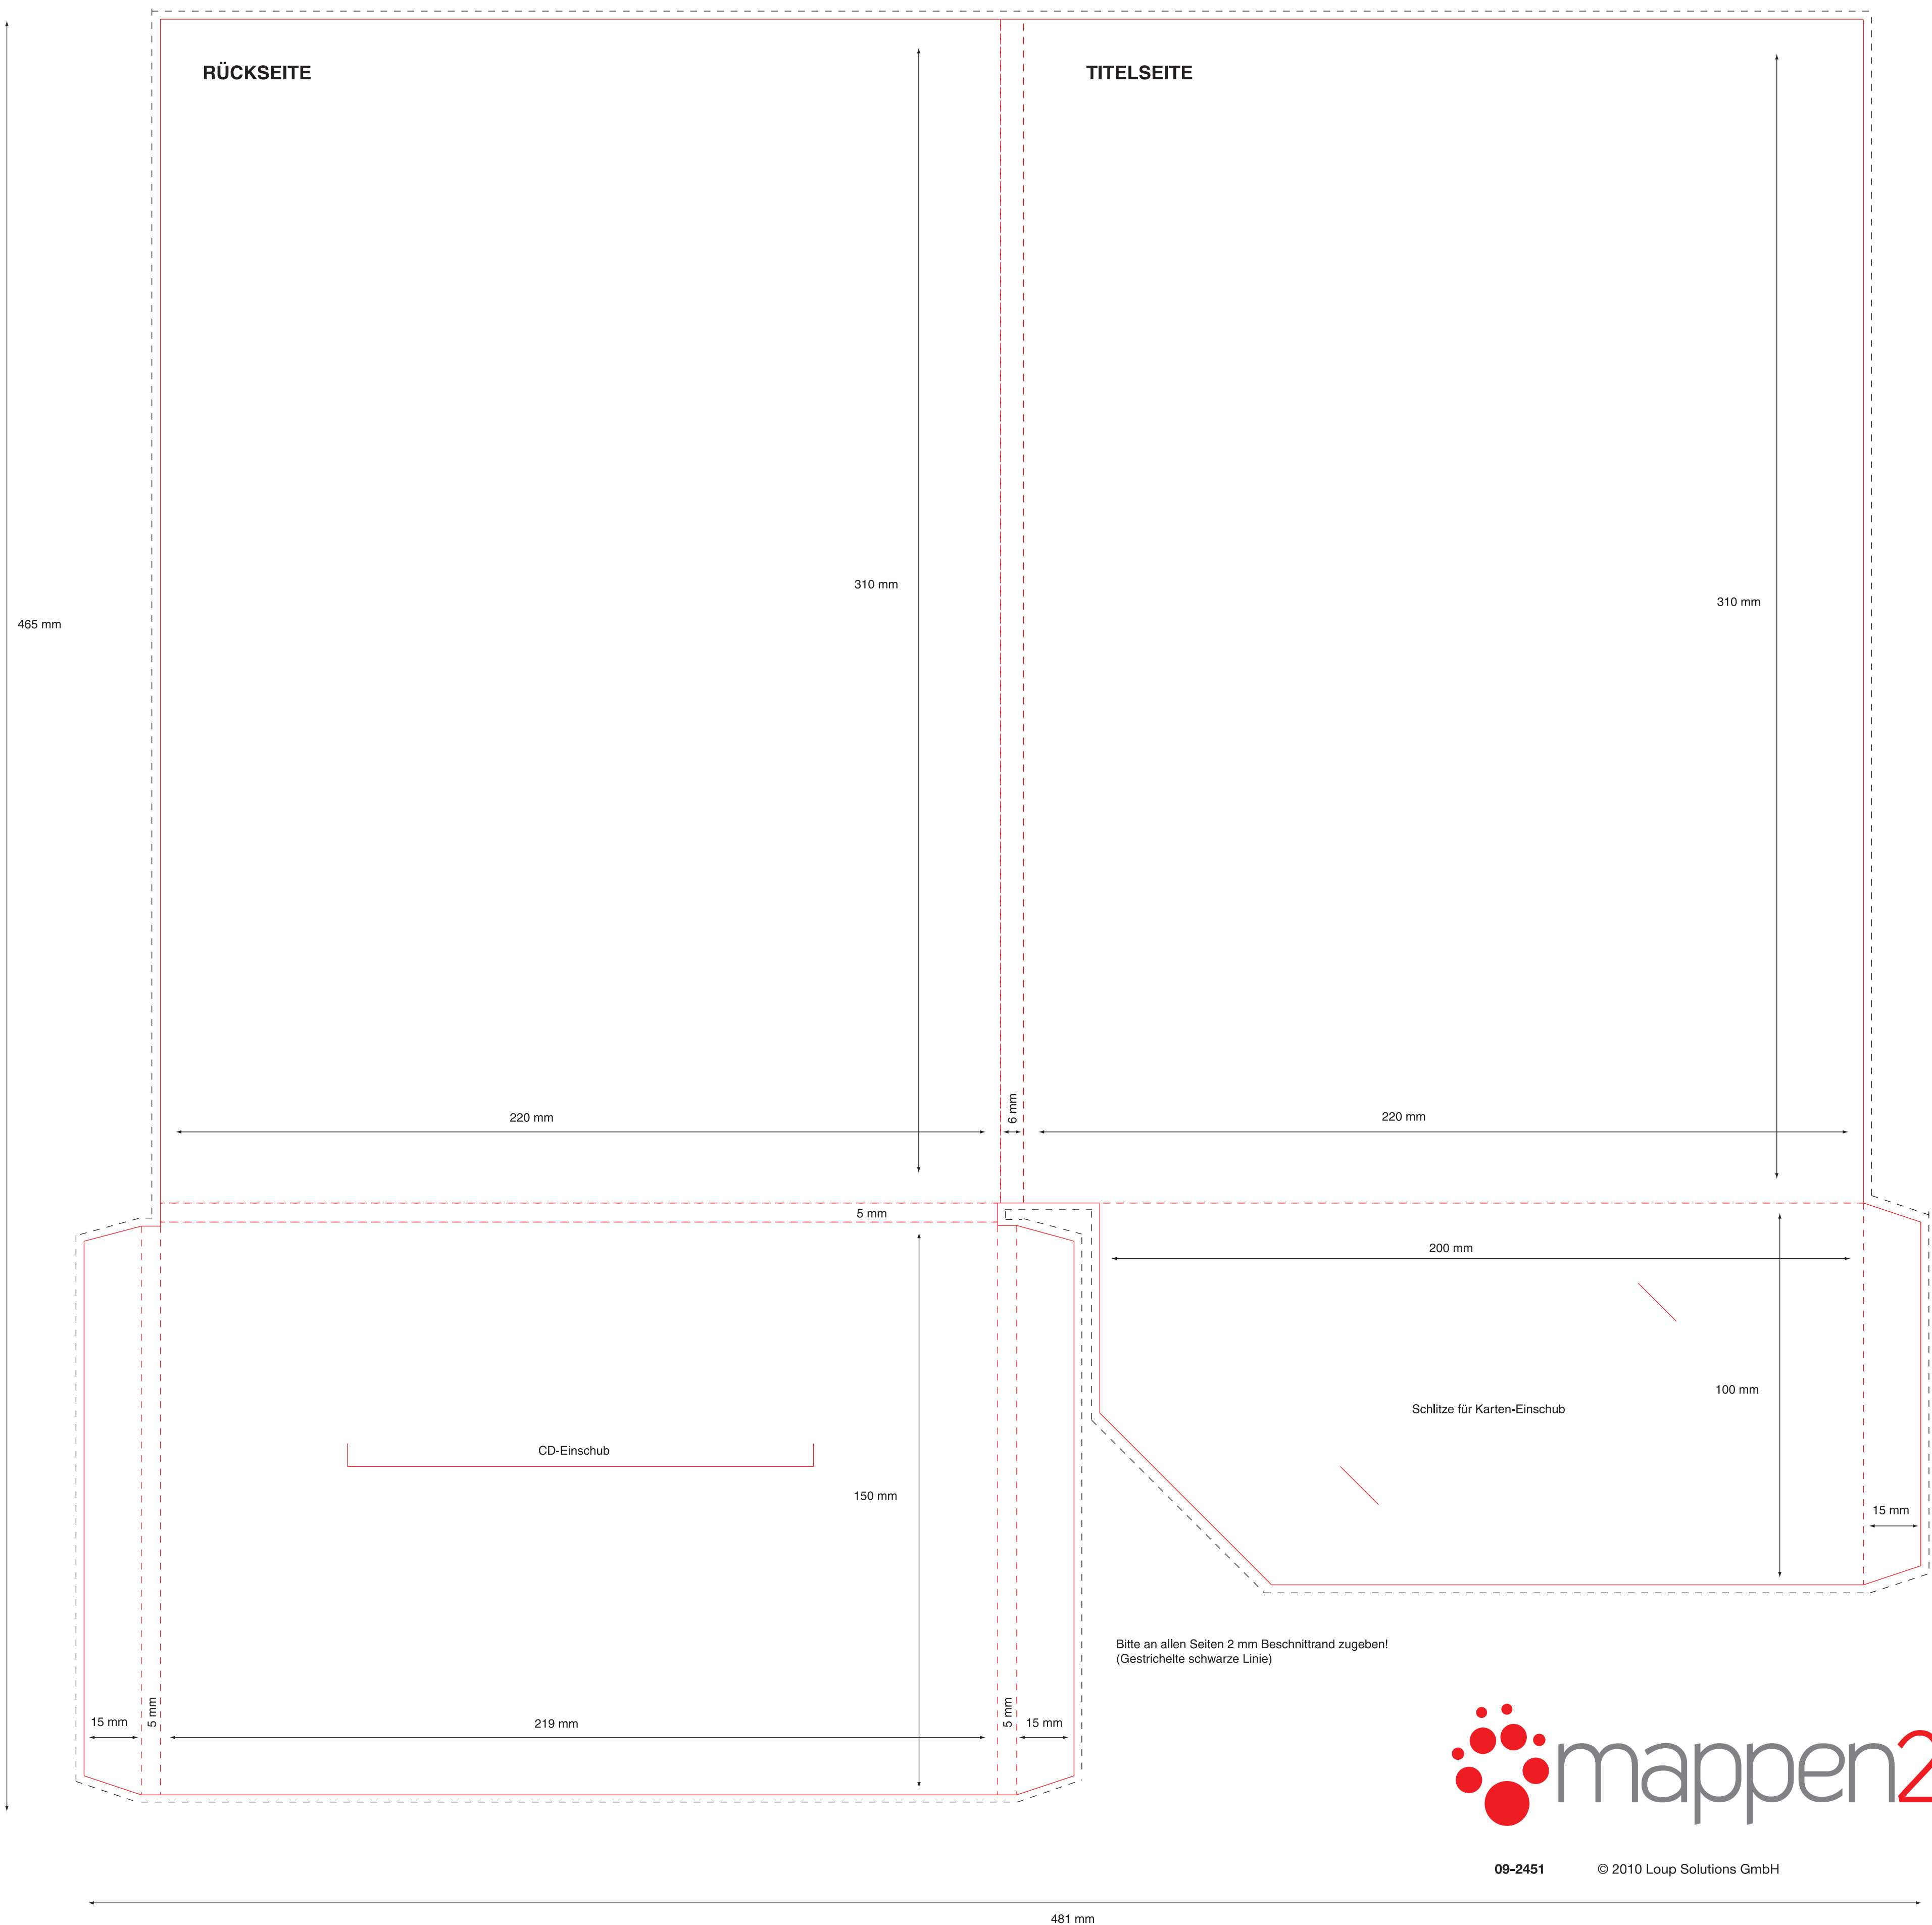 RÜCKSEITE
TITELSEITE
310 mm
310 mm
465 mm
220 mm
6 mm
220 mm
5 mm
200 mm
100 mm
Schlitze für Karten-Einschub
CD-Einschub
150 mm
15 mm
Bitte an allen Seiten 2 mm Beschnittrand zugeben!
(Gestrichelte schwarze Linie)
15 mm
5 mm
219 mm
5 mm
15 mm
mappen2
09-2451
© 2010 Loup Solutions GmbH
481 mm